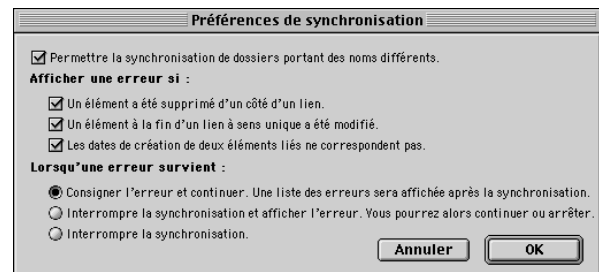 Préférences de synchronisation
Permettre la synchronisation de dossiers portant des noms différents.
Afficher une erreur si :
Un élément a été supprimé d'un côté d'un lien.
Un élément à la fin d'un lien à sens unique a été modifié.
Les dates de création de deux éléments liés ne correspondent pas.
Lorsqu'une erreur survient :
Consigner l'erreur et continuer. Une liste des erreurs sera affichée après la synchronisation.
Interrompre la synchronisation et afficher l'erreur. Vous pourrez alors continuer ou arrêter.
Interrompre la synchronisation.
Annuler OK